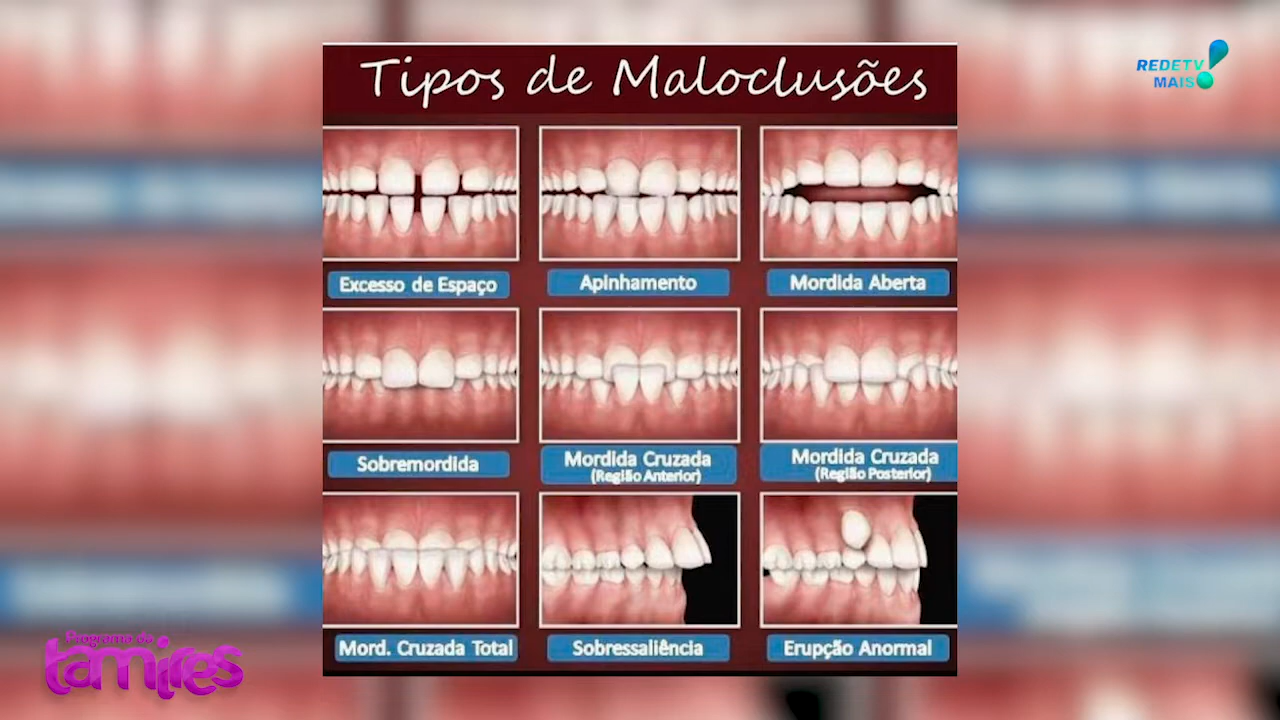 Tipos de Maloclusões
REDETV
MAIS
Excesso de Espaço
Apinhamento
Mordida Aberta
Sobremordida
Mordida Cruzada
(Região Anterior)
Mordida Cruzada
(Região Posterior)
Mord. Cruzada Total
Sobressaliência
Erupção Anormal
Programa da
tamires